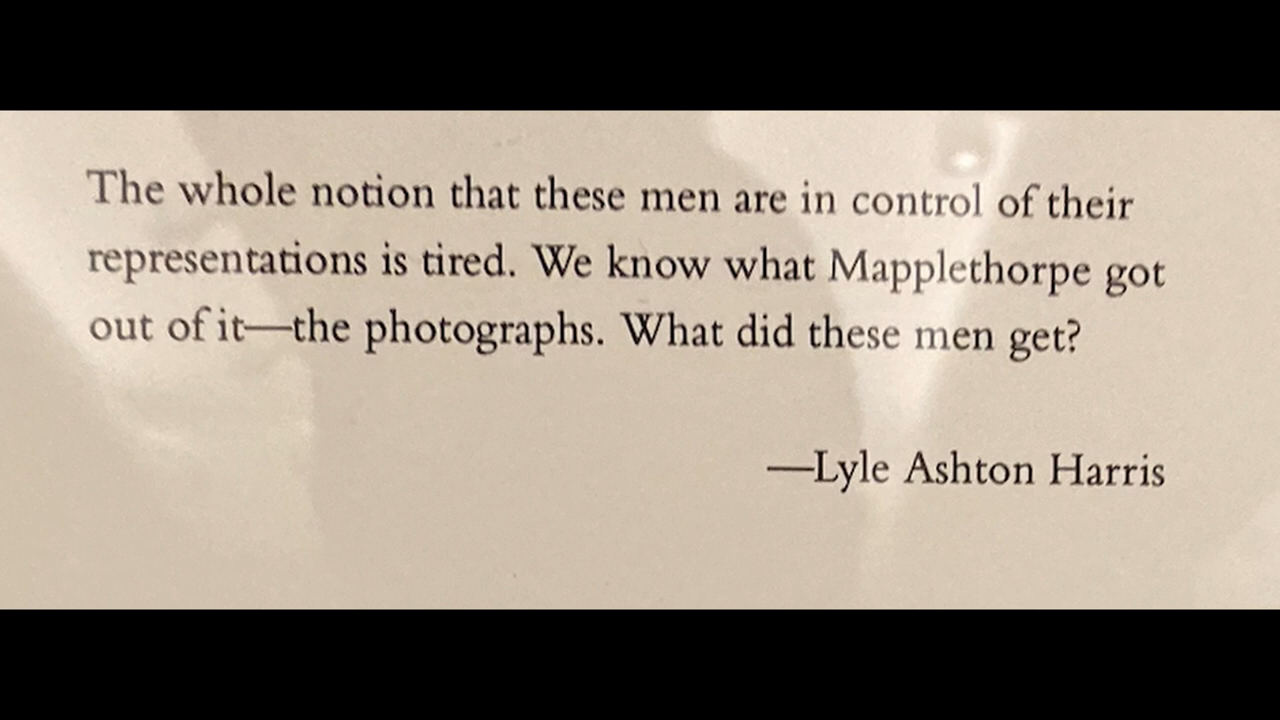 The whole notion that these men are in control of their
representations is tired. We know what Mapplethorpe got
out of it—the photographs. What did these men get?
—Lyle Ashton Harris